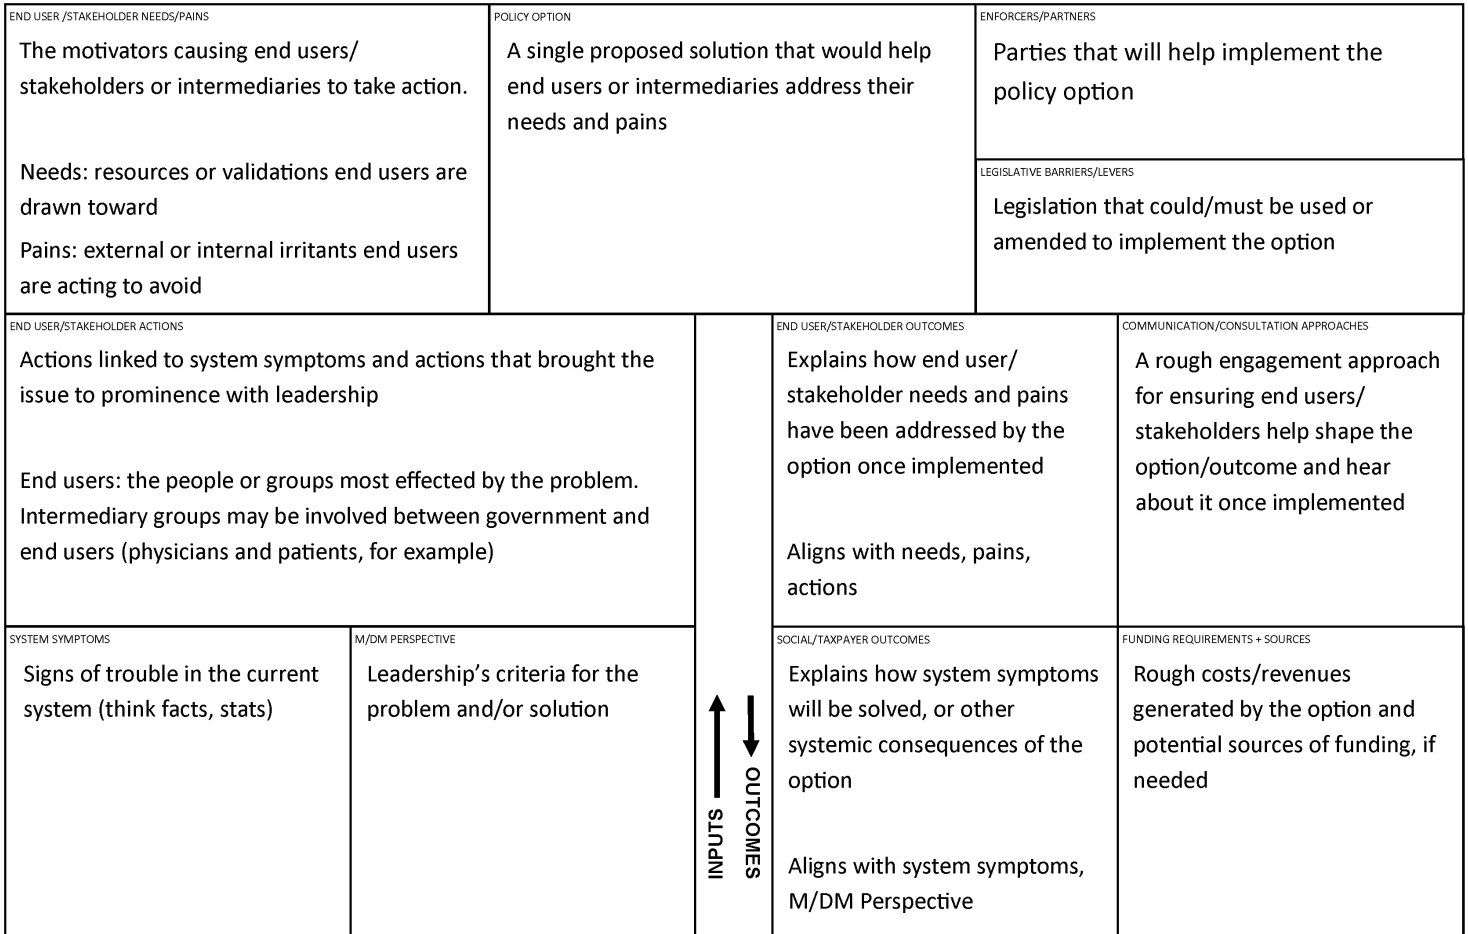 END USER /STAKEHOLDER NEEDS/PAINS
The motivators causing end users/
stakeholders or intermediaries to take action.
Needs: resources or validations end users are
drawn toward
Pains: external or internal irritants end users
are acting to avoid
POLICY OPTION
A single proposed solution that would help
end users or intermediaries address their
needs and pains
ENFORCERS/PARTNERS
Parties that will help implement the
policy option
LEGISLATIVE BARRIERS/LEVERS
Legislation that could/must be used or
amended to implement the option
END USER/STAKEHOLDER ACTIONS
Actions linked to system symptoms and actions that brought the
issue to prominence with leadership
End users: the people or groups most effected by the problem.
Intermediary groups may be involved between government and
end users (physicians and patients, for example)
END USER/STAKEHOLDER OUTCOMES
Explains how end user/
stakeholder needs and pains
have been addressed by the
option once implemented
Aligns with needs, pains,
actions
COMMUNICATION/CONSULTATION APPROACHES
A rough engagement approach
for ensuring end users/
stakeholders help shape the
option/outcome and hear
about it once implemented
SYSTEM SYMPTOMS
Signs of trouble in the current
system (think facts, stats)
M/DM PERSPECTIVE
Leadership’s criteria for the
problem and/or solution
INPUTS
OUTCOMES
SOCIAL/TAXPAYER OUTCOMES
Explains how system symptoms
will be solved, or other
systemic consequences of the
option
Aligns with system symptoms,
M/DM Perspective
FUNDING REQUIREMENTS + SOURCES
Rough costs/revenues
generated by the option and
potential sources of funding, if
needed